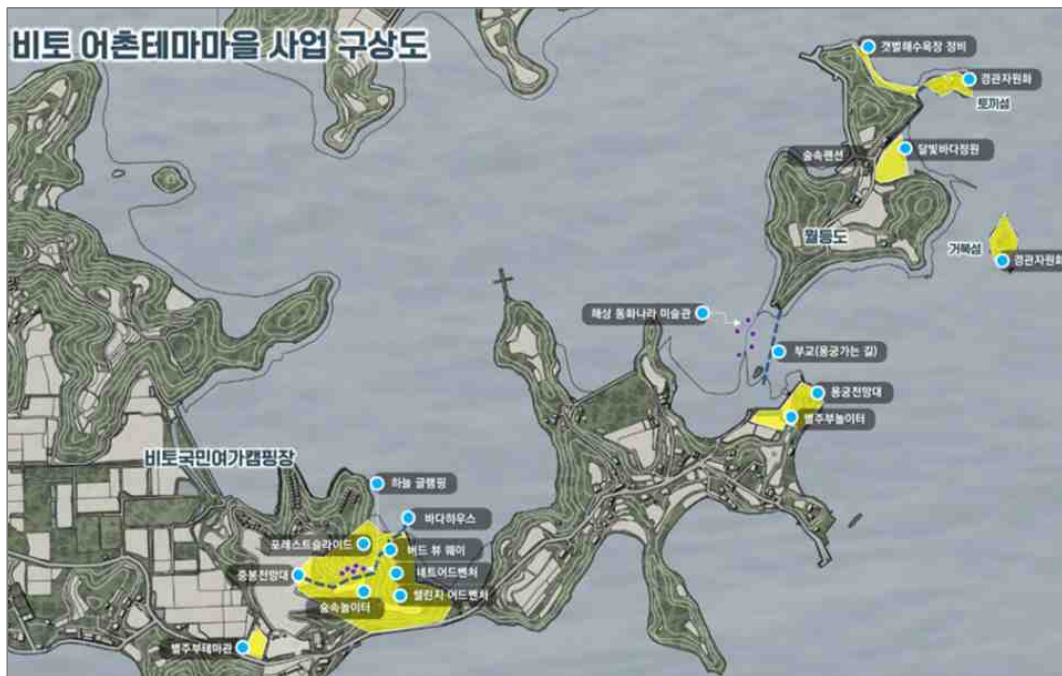 비토 어촌테마마을 사업 구상도
갯벌해수욕장 정비
경관자원화
토끼섬
달빛바다정원
숲속펜션
월등도
거북섬
경관자원화
해상 동화나라 미술관
부교(용궁가는 길)
용궁전망대
별주부놀이터
비토국민여가캠핑장
하늘 글램핑
바다하우스
포레스트슬라이드
버드 뷰 웨이
중봉전망대
네트어드벤처
숲속놀이터
챌린지 어드벤처
별주부테마관